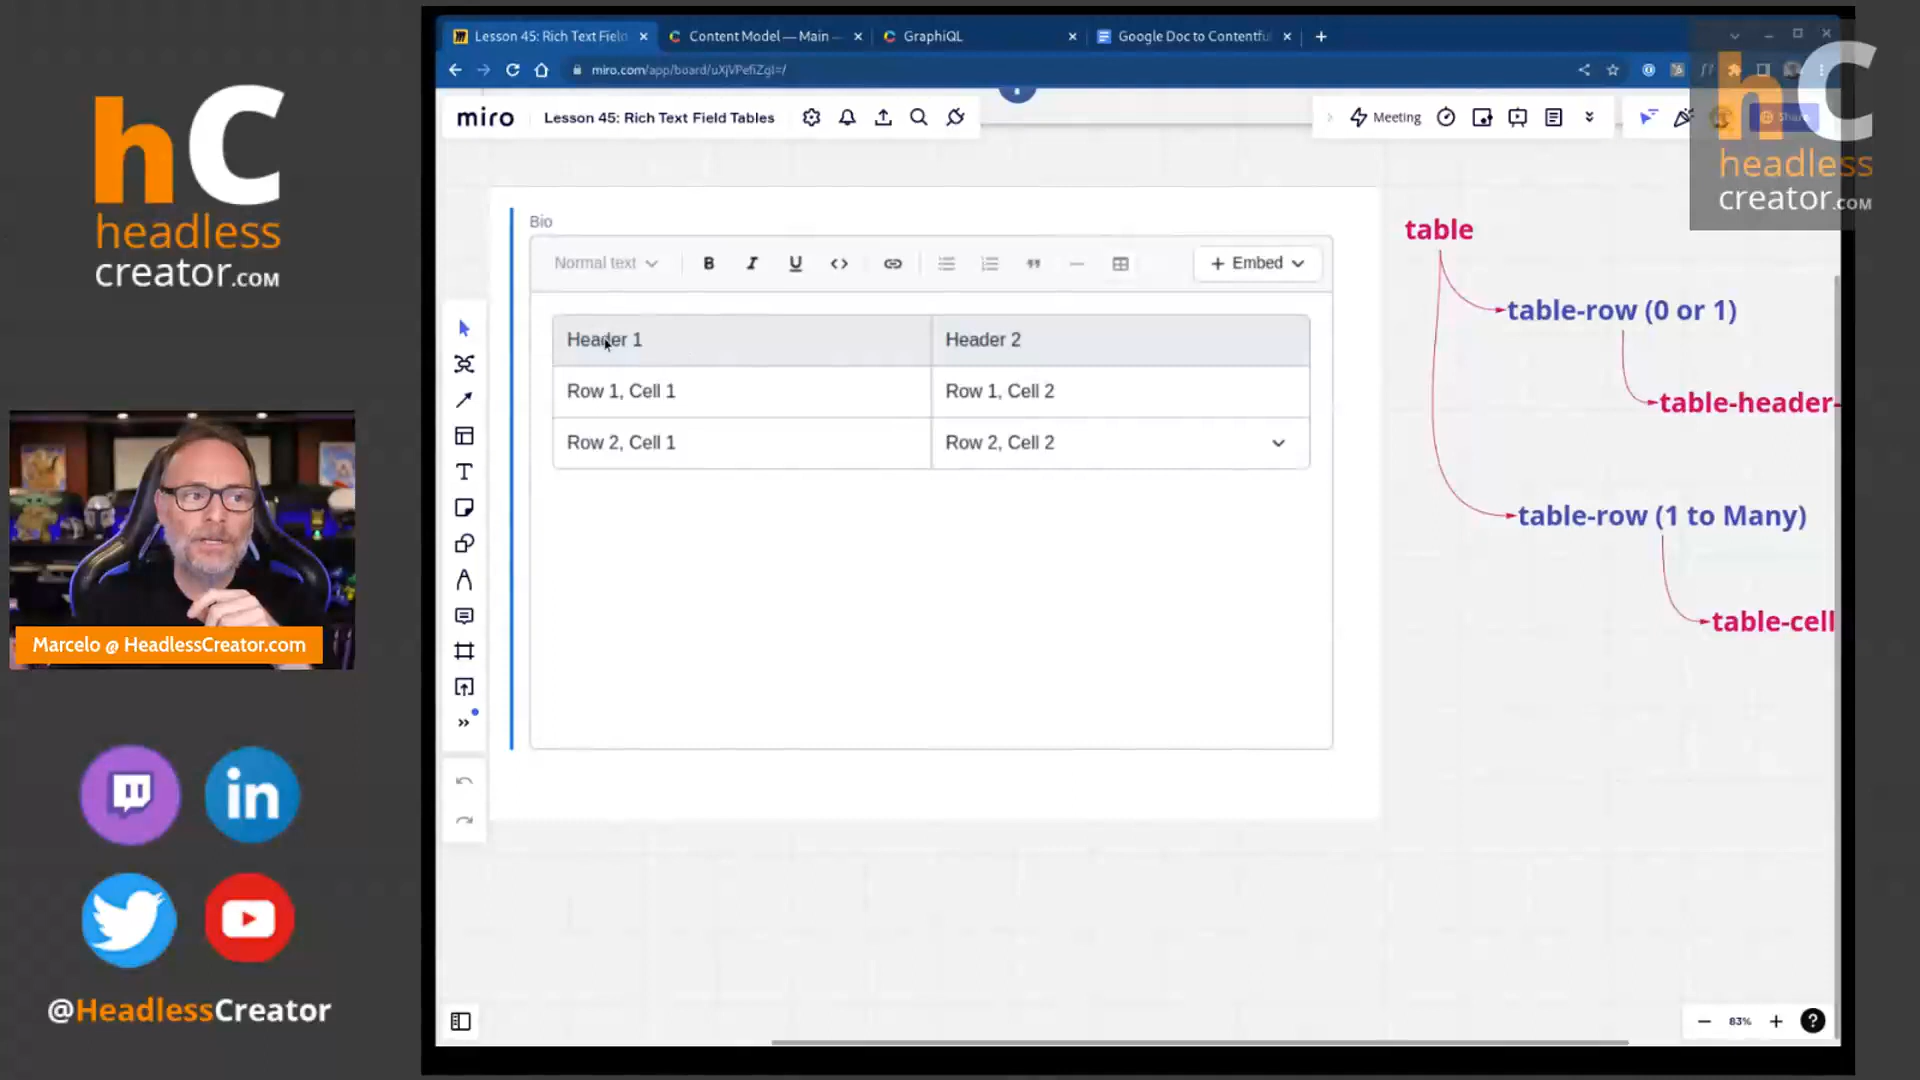 hC
headless
creator.COM
Marcelo @ HeadlessCreator.com
in
@HeadlessCreator
Lesson 45: Rich Text Field
Content Model — Main —
GraphiQL
Google Doc to Contentfu
miro.com/app/board/uXjVPefiZgI=/
miro
Lesson 45: Rich Text Field Tables
Meeting
Share
hC
headless
creator.COM
Bio
Normal text
B I U
+ Embed
Header 1 Header 2
Row 1, Cell 1 Row 1, Cell 2
Row 2, Cell 1 Row 2, Cell 2
table
table-row (0 or 1)
table-header-
table-row (1 to Many)
table-cell
83%